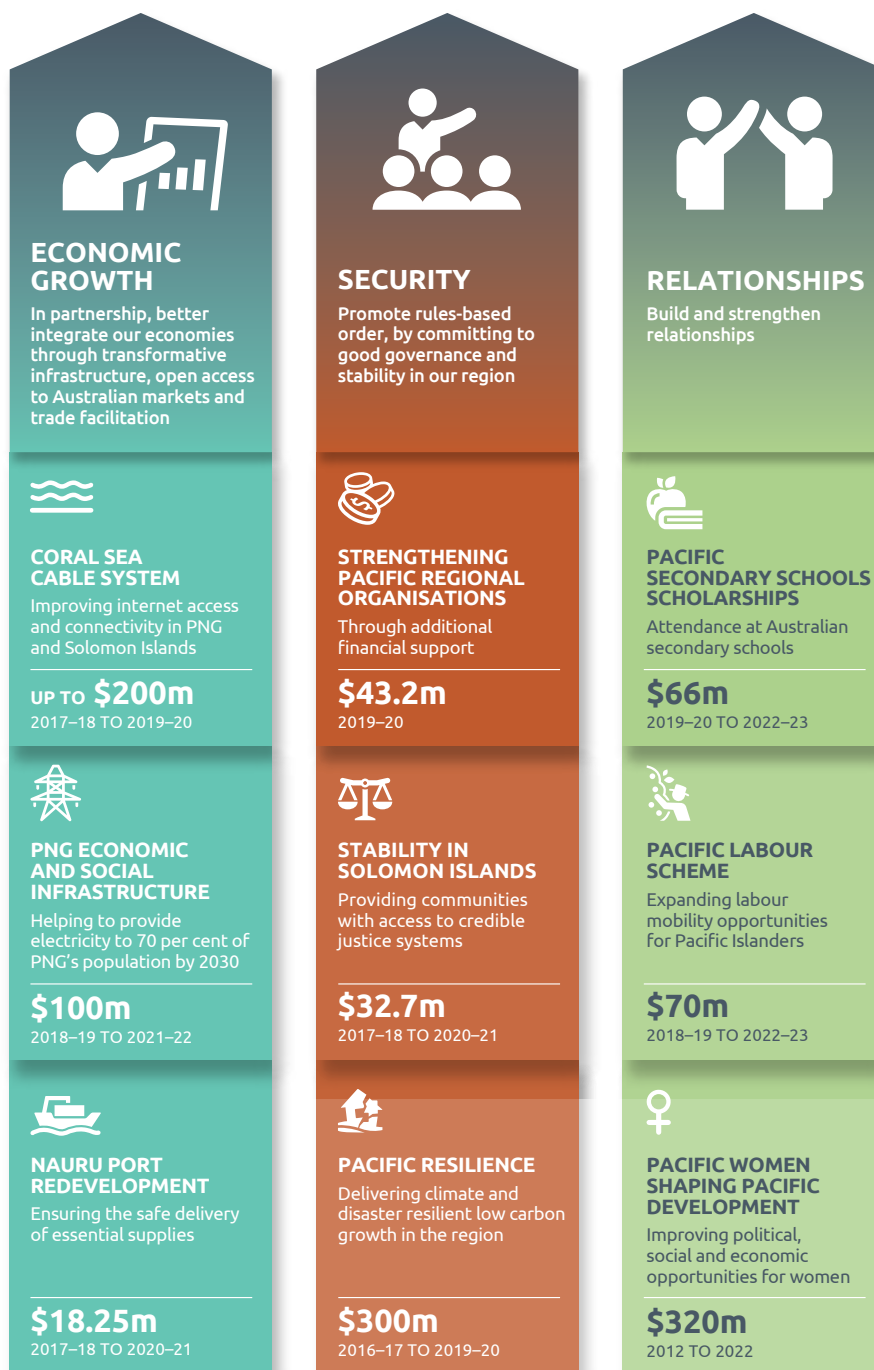 ECONOMIC
GROWTH
In partnership, better
integrate our economies
through transformative
infrastructure, open access
to Australian markets and
trade facilitation
CORAL SEA
CABLE SYSTEM
Improving internet access
and connectivity in PNG
and Solomon Islands
UP TO $200m
2017–18 TO 2019–20
PNG ECONOMIC
AND SOCIAL
INFRASTRUCTURE
Helping to provide
electricity to 70 per cent of
PNG's population by 2030
$100m
2018–19 TO 2021–22
NAURU PORT
REDEVELOPMENT
Ensuring the safe delivery
of essential supplies
$18.25m
2017–18 TO 2020–21
SECURITY
Promote rules-based
order, by committing to
good governance and
stability in our region
STRENGTHENING
PACIFIC REGIONAL
ORGANISATIONS
Through additional
financial support
$43.2m
2019–20
STABILITY IN
SOLOMON ISLANDS
Providing communities
with access to credible
justice systems
$32.7m
2017–18 TO 2020–21
PACIFIC RESILIENCE
Delivering climate and
disaster resilient low carbon
growth in the region
$300m
2016–17 TO 2019–20
RELATIONSHIPS
Build and strengthen
relationships
PACIFIC
SECONDARY SCHOOLS
SCHOLARSHIPS
Attendance at Australian
secondary schools
$66m
2019–20 TO 2022–23
PACIFIC LABOUR
SCHEME
Expanding labour
mobility opportunities
for Pacific Islanders
$70m
2018–19 TO 2022–23
PACIFIC WOMEN
SHAPING PACIFIC
DEVELOPMENT
Improving political,
social and economic
opportunities for women
$320m
2012 TO 2022